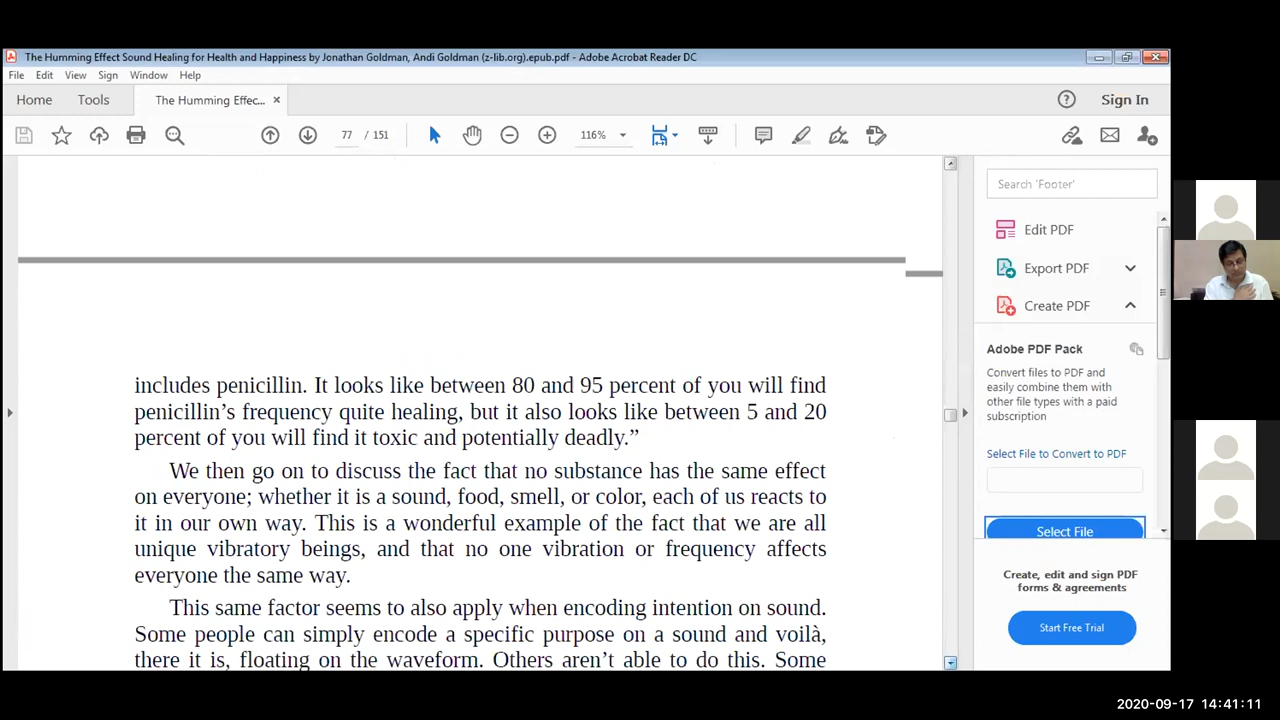 The Humming Effect Sound Healing for Health and Happiness by Jonathan Goldman, Andi Goldman (z-lib.org).epub.pdf - Adobe Acrobat Reader DC
File Edit View Sign Window Help
Home Tools The Humming Effec... × Sign In
77 / 151 116%
Search 'Footer'
Edit PDF
Export PDF
Create PDF
Adobe PDF Pack
Convert files to PDF and
easily combine them with
other file types with a paid
subscription
Select File to Convert to PDF
Select File
Create, edit and sign PDF
forms & agreements
Start Free Trial
includes penicillin. It looks like between 80 and 95 percent of you will find
penicillin’s frequency quite healing, but it also looks like between 5 and 20
percent of you will find it toxic and potentially deadly.”
We then go on to discuss the fact that no substance has the same effect
on everyone; whether it is a sound, food, smell, or color, each of us reacts to
it in our own way. This is a wonderful example of the fact that we are all
unique vibratory beings, and that no one vibration or frequency affects
everyone the same way.
This same factor seems to also apply when encoding intention on sound.
Some people can simply encode a specific purpose on a sound and voilà,
there it is, floating on the waveform. Others aren’t able to do this. Some
2020-09-17 14:41:11